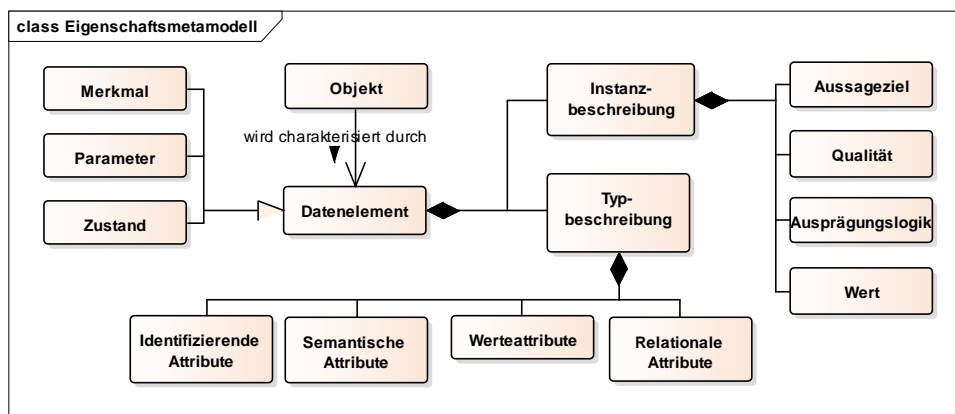 class Eigenschaftsmetamodell
Merkmal
Parameter
Zustand
Objekt
wird charakterisiert durch
Datenelement
Instanz-
beschreibung
Typ-
beschreibung
Aussageziel
Qualität
Ausprägungslogik
Wert
Identifizierende
Attribute
Semantische
Attribute
Werteattribute
Relationale
Attribute